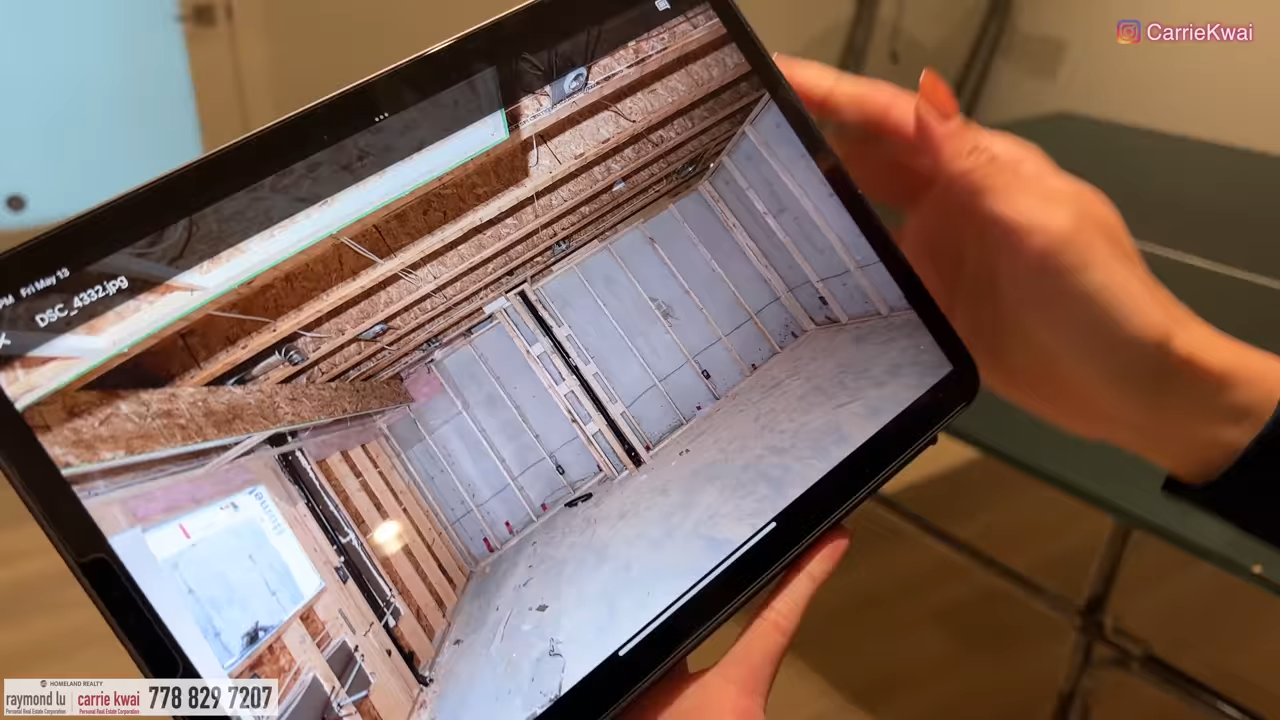 CarrieKwai
PM Fri May 13
DSC_4332.jpg
HOMELAND REALTY
raymond lu
Personal Real Estate Corporation
carrie kwai
Personal Real Estate Corporation
778 829 7207